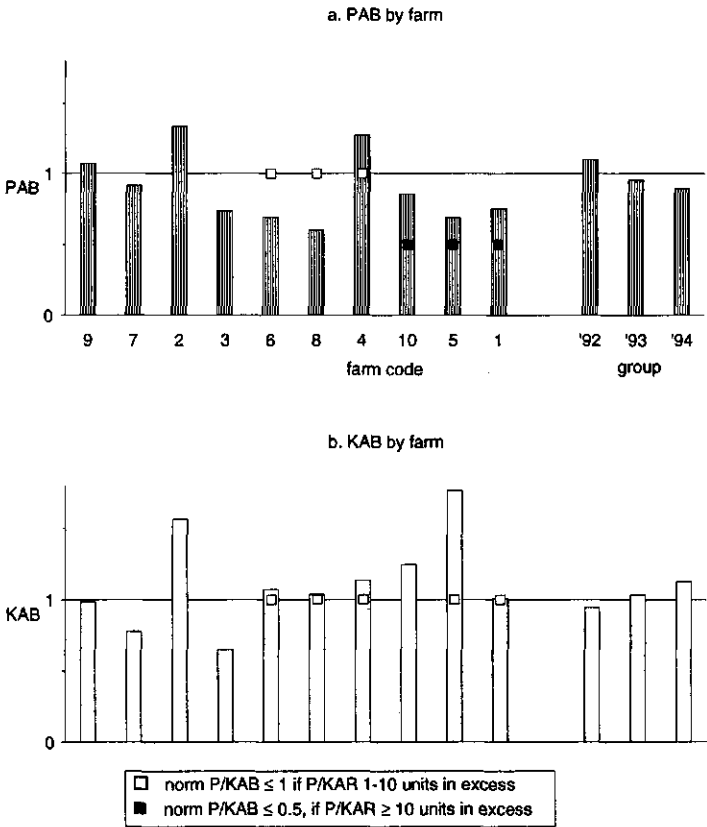 a. PAB by farm
1
PAB
0
9 7 2 3 6 8 4 10 5 1 '92 '93 '94
farm code group
b. KAB by farm
1
KAB
0
norm P/KAB ≤ 1 if P/KAR 1-10 units in excess
norm P/KAB ≤ 0.5, if P/KAR ≥ 10 units in excess